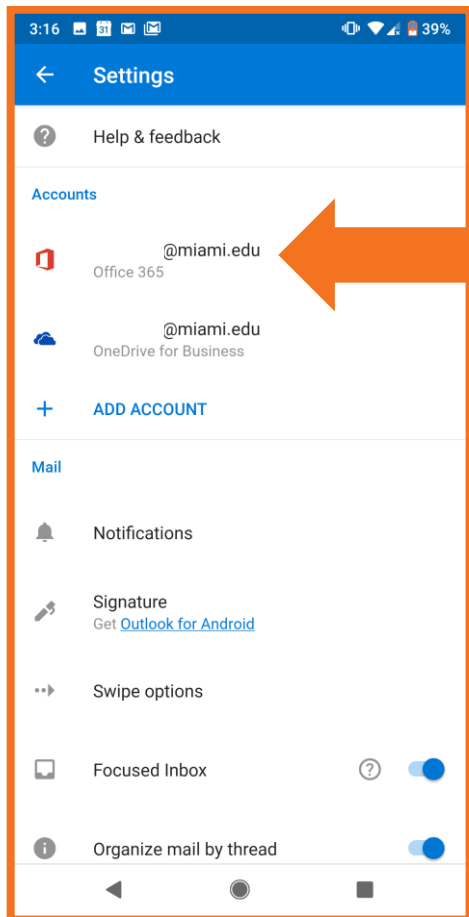 3:16 31 39%
Settings
Help & feedback
Accounts
@miami.edu
Office 365
@miami.edu
OneDrive for Business
+ ADD ACCOUNT
Mail
Notifications
Signature
Get Outlook for Android
Swipe options
Focused Inbox ?
Organize mail by thread